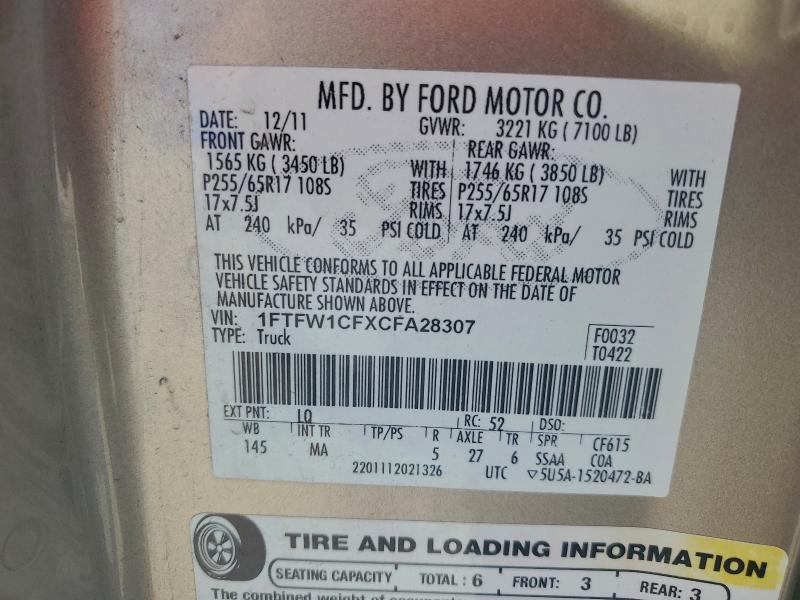 MFD. BY FORD MOTOR CO.
DATE: 12/11 GVWR: 3221 KG ( 7100 LB)
FRONT GAWR: REAR GAWR:
1565 KG ( 3450 LB) WITH 1746 KG ( 3850 LB) WITH
P255/65R17 108S TIRES P255/65R17 108S TIRES
17x7.5J RIMS 17x7.5J RIMS
AT 240 kPa/ 35 PSI COLD AT 240 kPa/ 35 PSI COLD
THIS VEHICLE CONFORMS TO ALL APPLICABLE FEDERAL MOTOR
VEHICLE SAFETY STANDARDS IN EFFECT ON THE DATE OF
MANUFACTURE SHOWN ABOVE.
VIN: 1FTFW1CFXCFA28307
TYPE: Truck
F0032
T0422
EXT PNT: LQ RC: 52 DSO:
WB INT TR TP/PS R AXLE TR SPR CF615
145 MA 5 27 6 SSAA COA
2201112021326 UTC ▽5U5A-1520472-BA
TIRE AND LOADING INFORMATION
SEATING CAPACITY TOTAL : 6 FRONT: 3 REAR: 3
The combined weight of